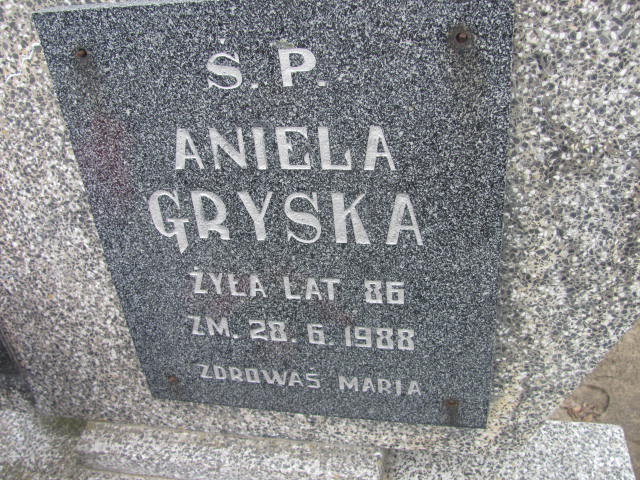 Ś. P.
ANIELA
GRYSKA
ŻYŁA LAT 86
ZM. 28. 6. 1988
ZDROWAŚ MARIA